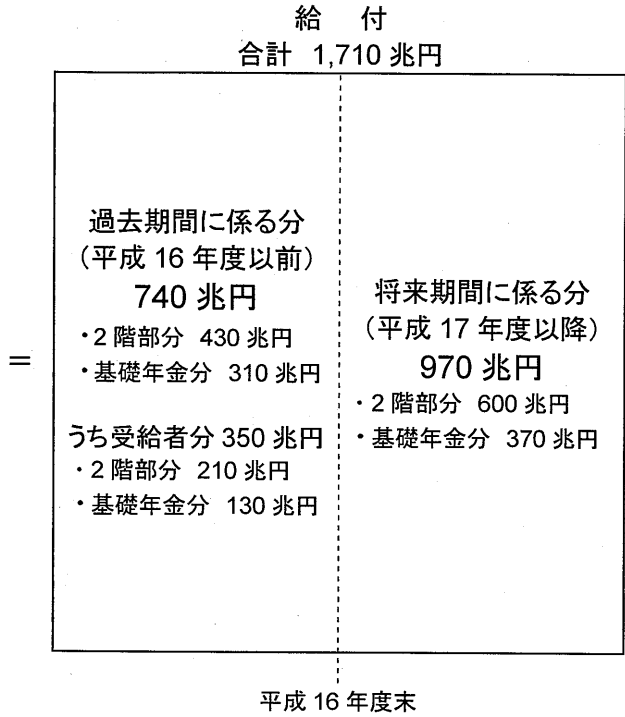 給　付
合計 1,710 兆円
過去期間に係る分
（平成 16 年度以前）
740 兆円
・2 階部分 430 兆円
・基礎年金分 310 兆円
うち受給者分 350 兆円
・2 階部分 210 兆円
・基礎年金分 130 兆円
将来期間に係る分
（平成 17 年度以降）
970 兆円
・2 階部分 600 兆円
・基礎年金分 370 兆円
＝
平成 16 年度末